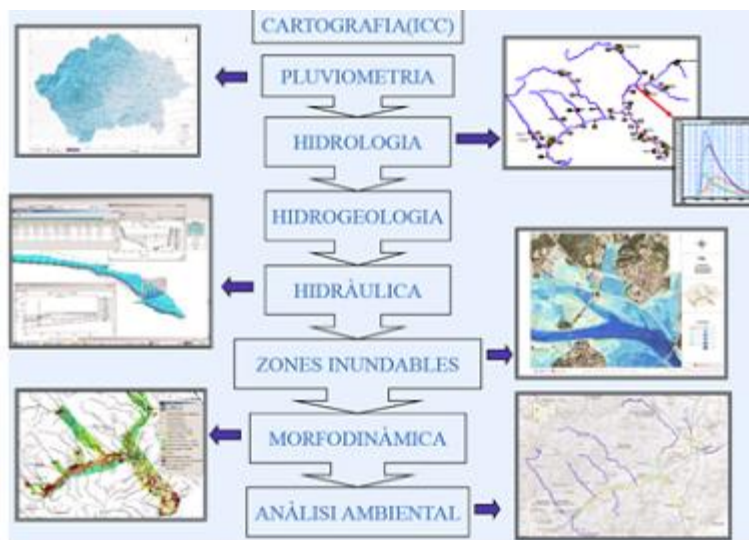 CARTOGRAFIA(ICC)
PLUVIOMETRIA
HIDROLOGIA
HIDROGEOLOGIA
HIDRÀULICA
ZONES INUNDABLES
MORFODINÀMICA
ANÀLISI AMBIENTAL